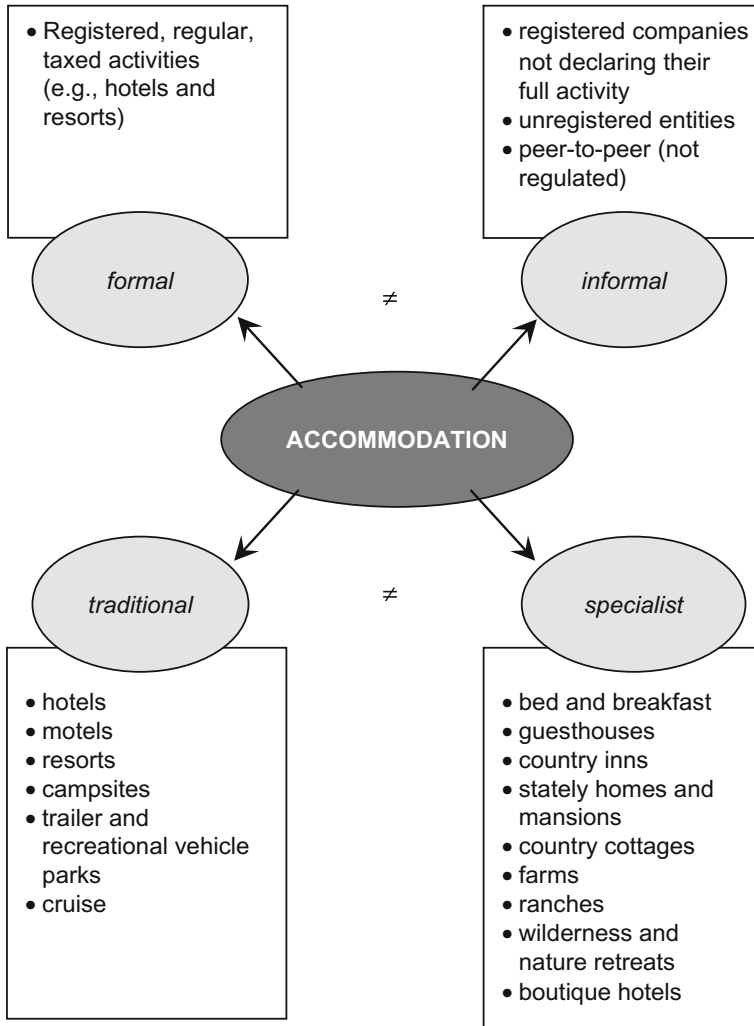 • Registered, regular,
taxed activities
(e.g., hotels and
resorts)
• registered companies
not declaring their
full activity
• unregistered entities
• peer-to-peer (not
regulated)
formal
≠
informal
ACCOMMODATION
traditional
≠
specialist
• hotels
• motels
• resorts
• campsites
• trailer and
recreational vehicle
parks
• cruise
• bed and breakfast
• guesthouses
• country inns
• stately homes and
mansions
• country cottages
• farms
• ranches
• wilderness and
nature retreats
• boutique hotels